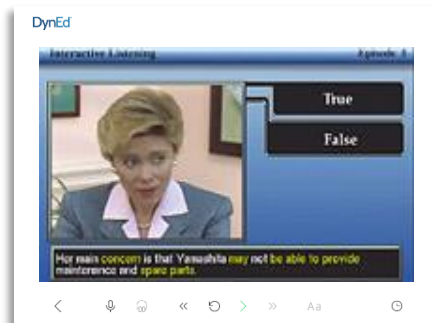 DynEd
Interactive Listening
Episode 3
True
False
Her main concern is that Yamashita may not be able to provide
maintenance and spare parts.
Aa